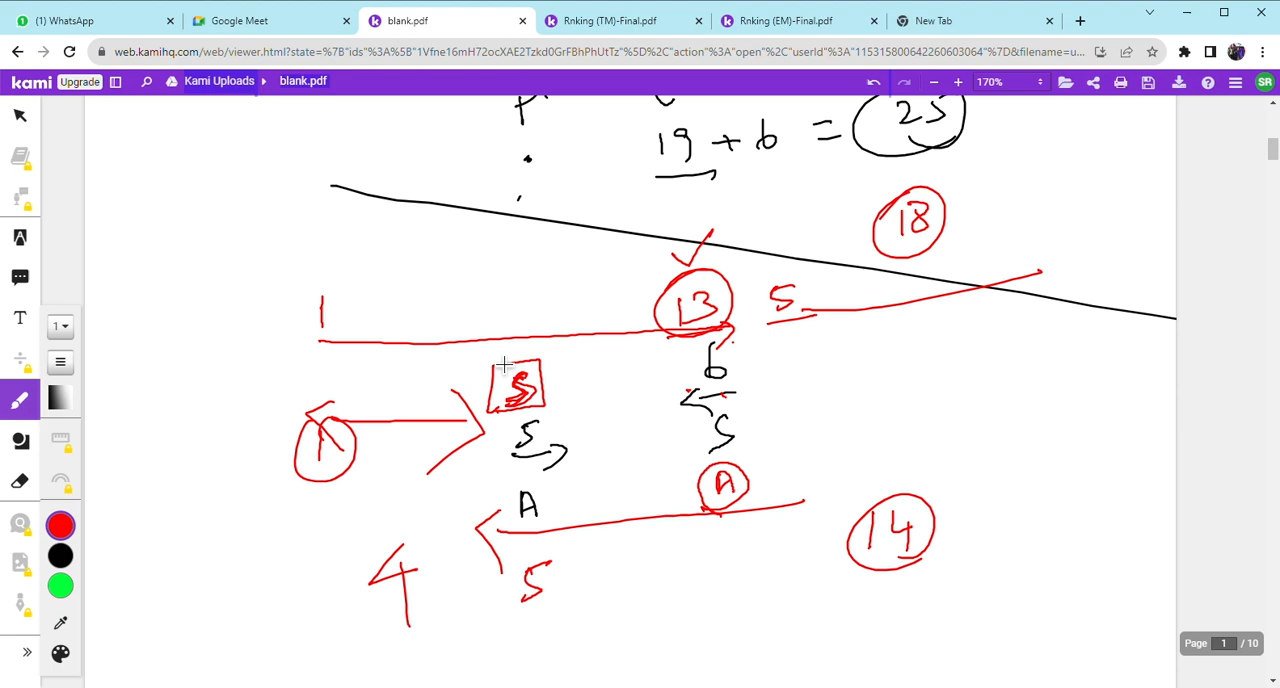 (1) WhatsApp
Google Meet
blank.pdf
Rnking (TM)-Final.pdf
Rnking (EM)-Final.pdf
New Tab
web.kamihq.com/web/viewer.html?state=%7B"ids"%3A%5B"1Vfne16mH72ocXAE2Tzkd0GrFBhPhUtTz"%5D%2C"action"%3A"open"%2C"userId"%3A"115315800642260603064"%7D&filename=u...
kami Upgrade Kami Uploads blank.pdf 170% SR
19 + 6 = 25
18
1 13 5
6
5
5 5
1
A A
14
4 5
T
1
Page 1 / 10